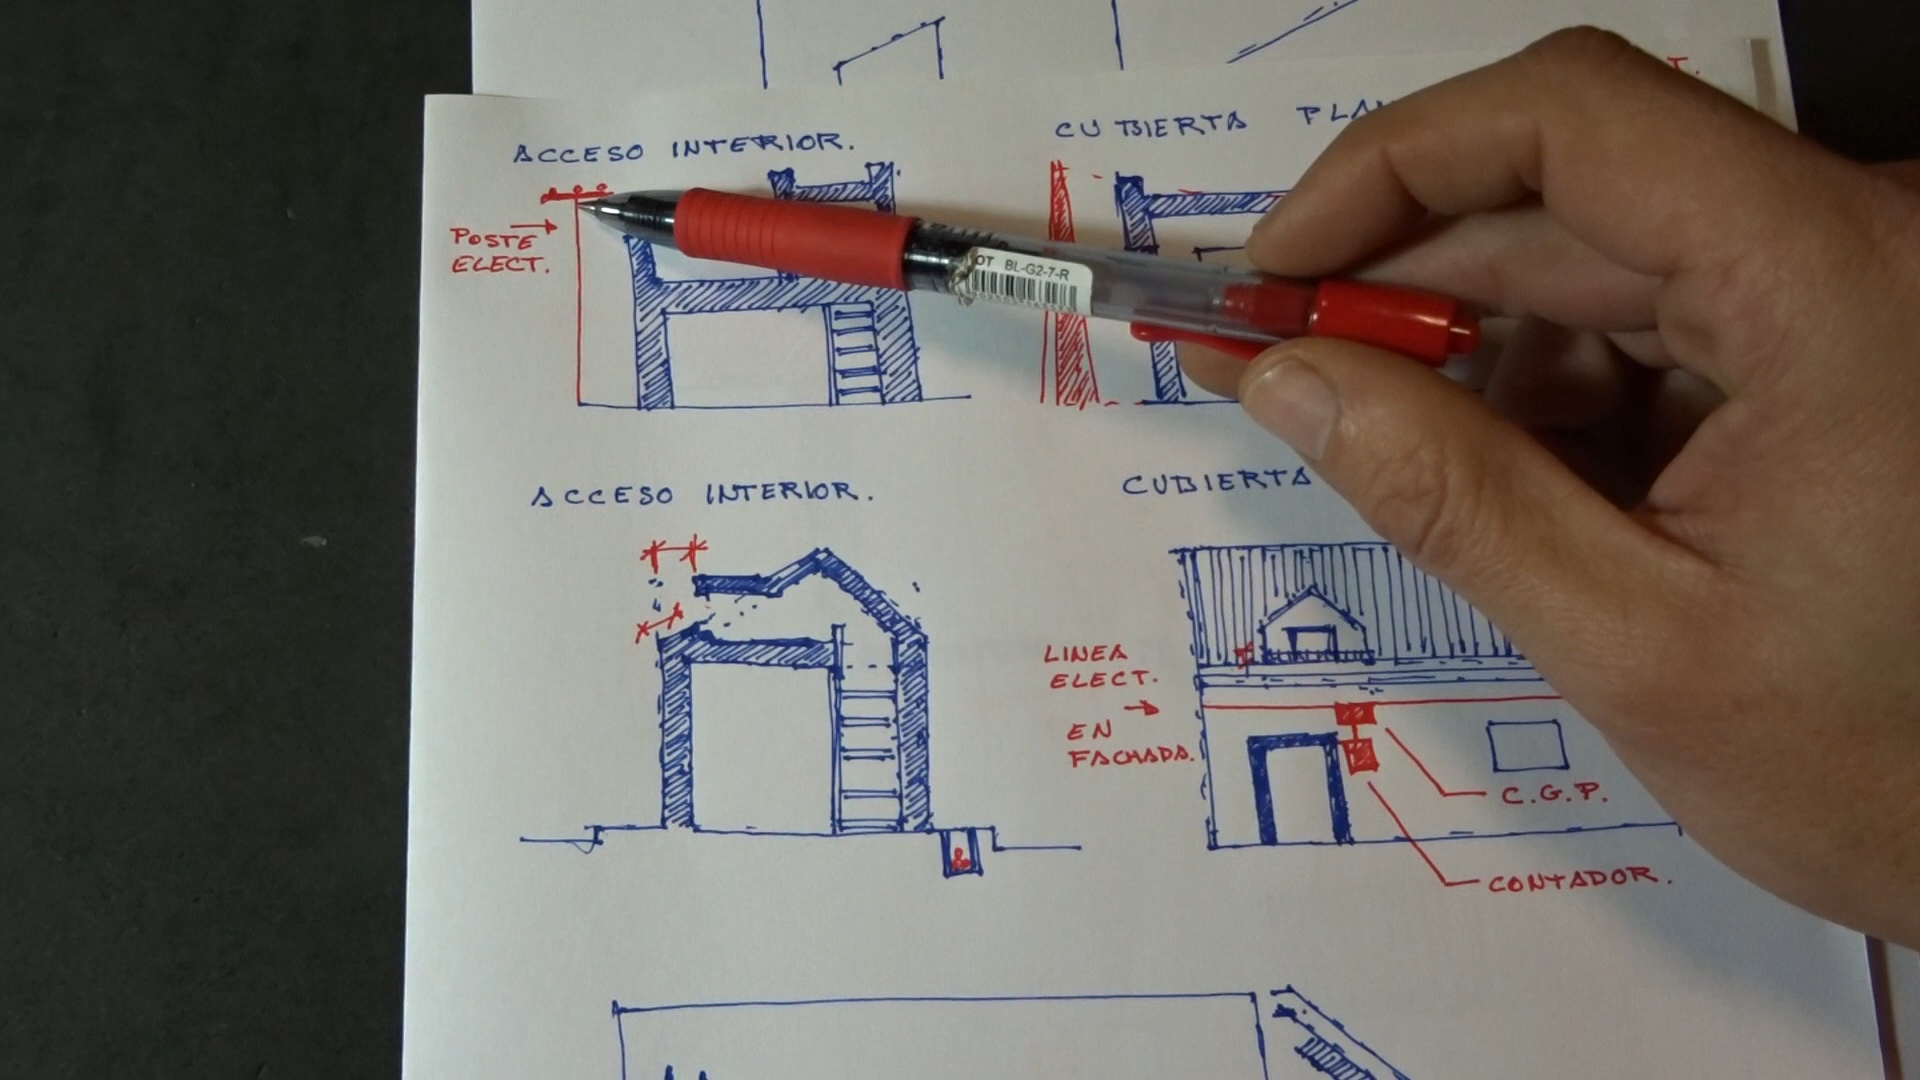 T.
ACCESO INTERIOR.
CUBIERTA
POSTE
ELECT.
BL-G2-7-R
ACCESO INTERIOR.
CUBIERTA
LINEA
ELECT.
EN
FACHADA.
C.G.P.
CONTADOR.